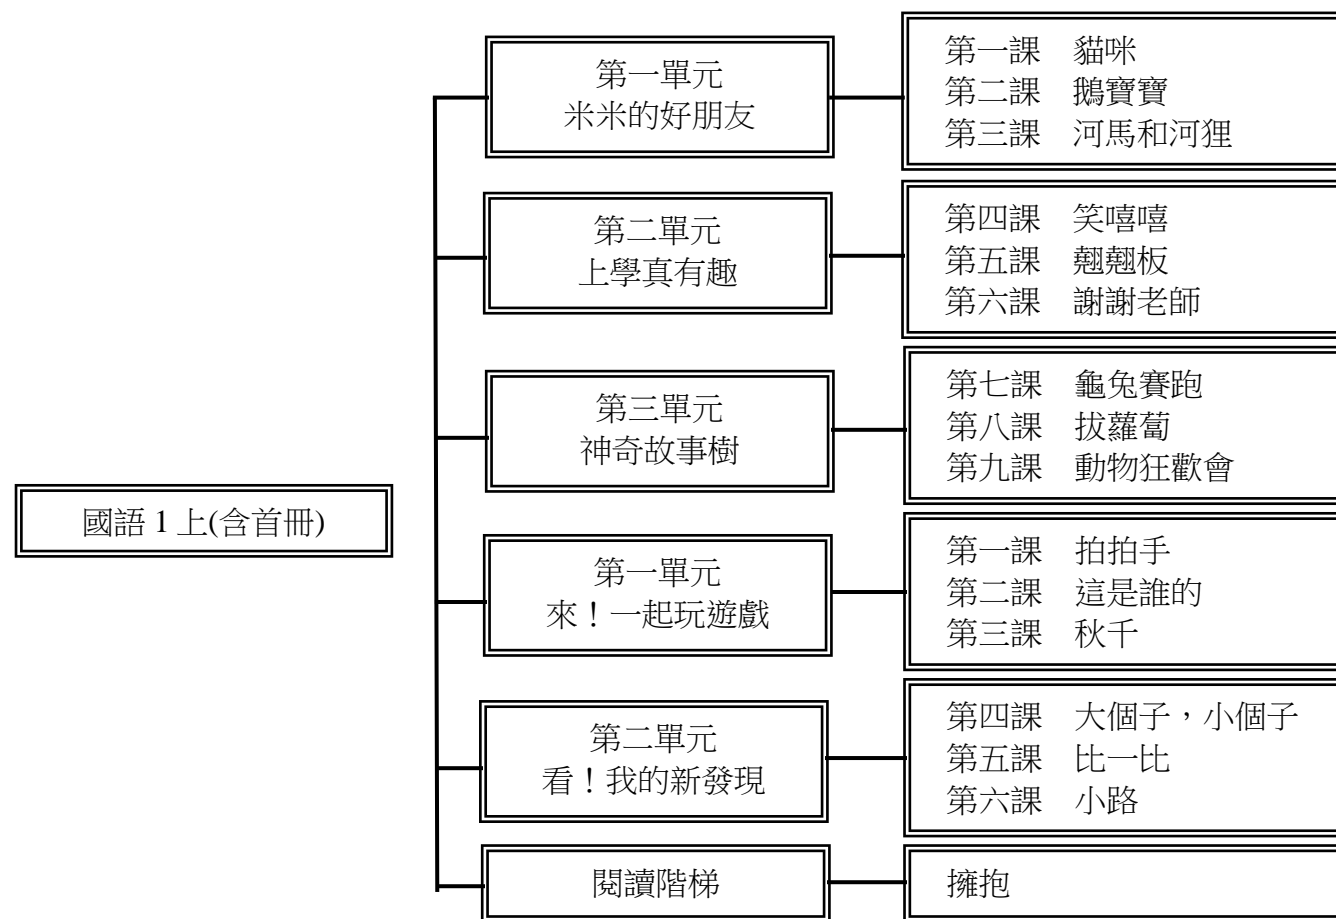 國語 1 上(含首冊)
第一單元
米米的好朋友
第一課　貓咪
第二課　鵝寶寶
第三課　河馬和河狸
第二單元
上學真有趣
第四課　笑嘻嘻
第五課　翹翹板
第六課　謝謝老師
第三單元
神奇故事樹
第七課　龜兔賽跑
第八課　拔蘿蔔
第九課　動物狂歡會
第一單元
來！一起玩遊戲
第一課　拍拍手
第二課　這是誰的
第三課　秋千
第二單元
看！我的新發現
第四課　大個子，小個子
第五課　比一比
第六課　小路
閱讀階梯
擁抱